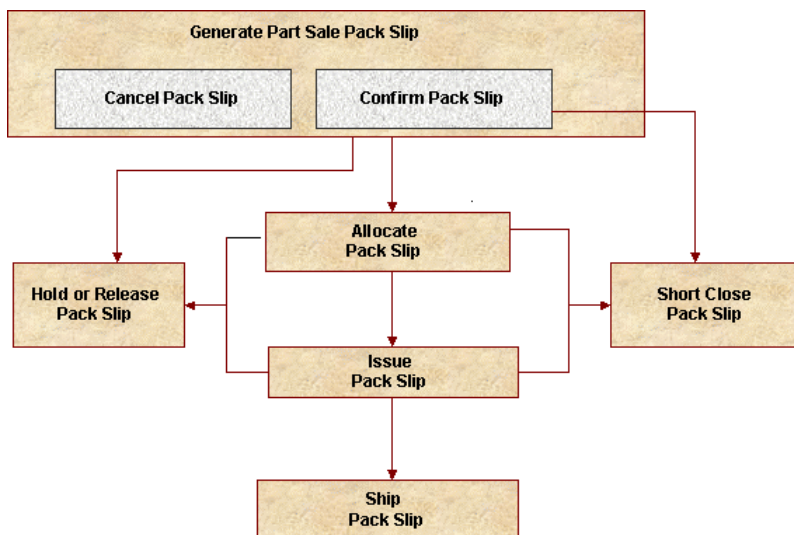 Generate Part Sale Pack Slip
Cancel Pack Slip
Confirm Pack Slip
Allocate
Pack Slip
Hold or Release
Pack Slip
Short Close
Pack Slip
Issue
Pack Slip
Ship
Pack Slip